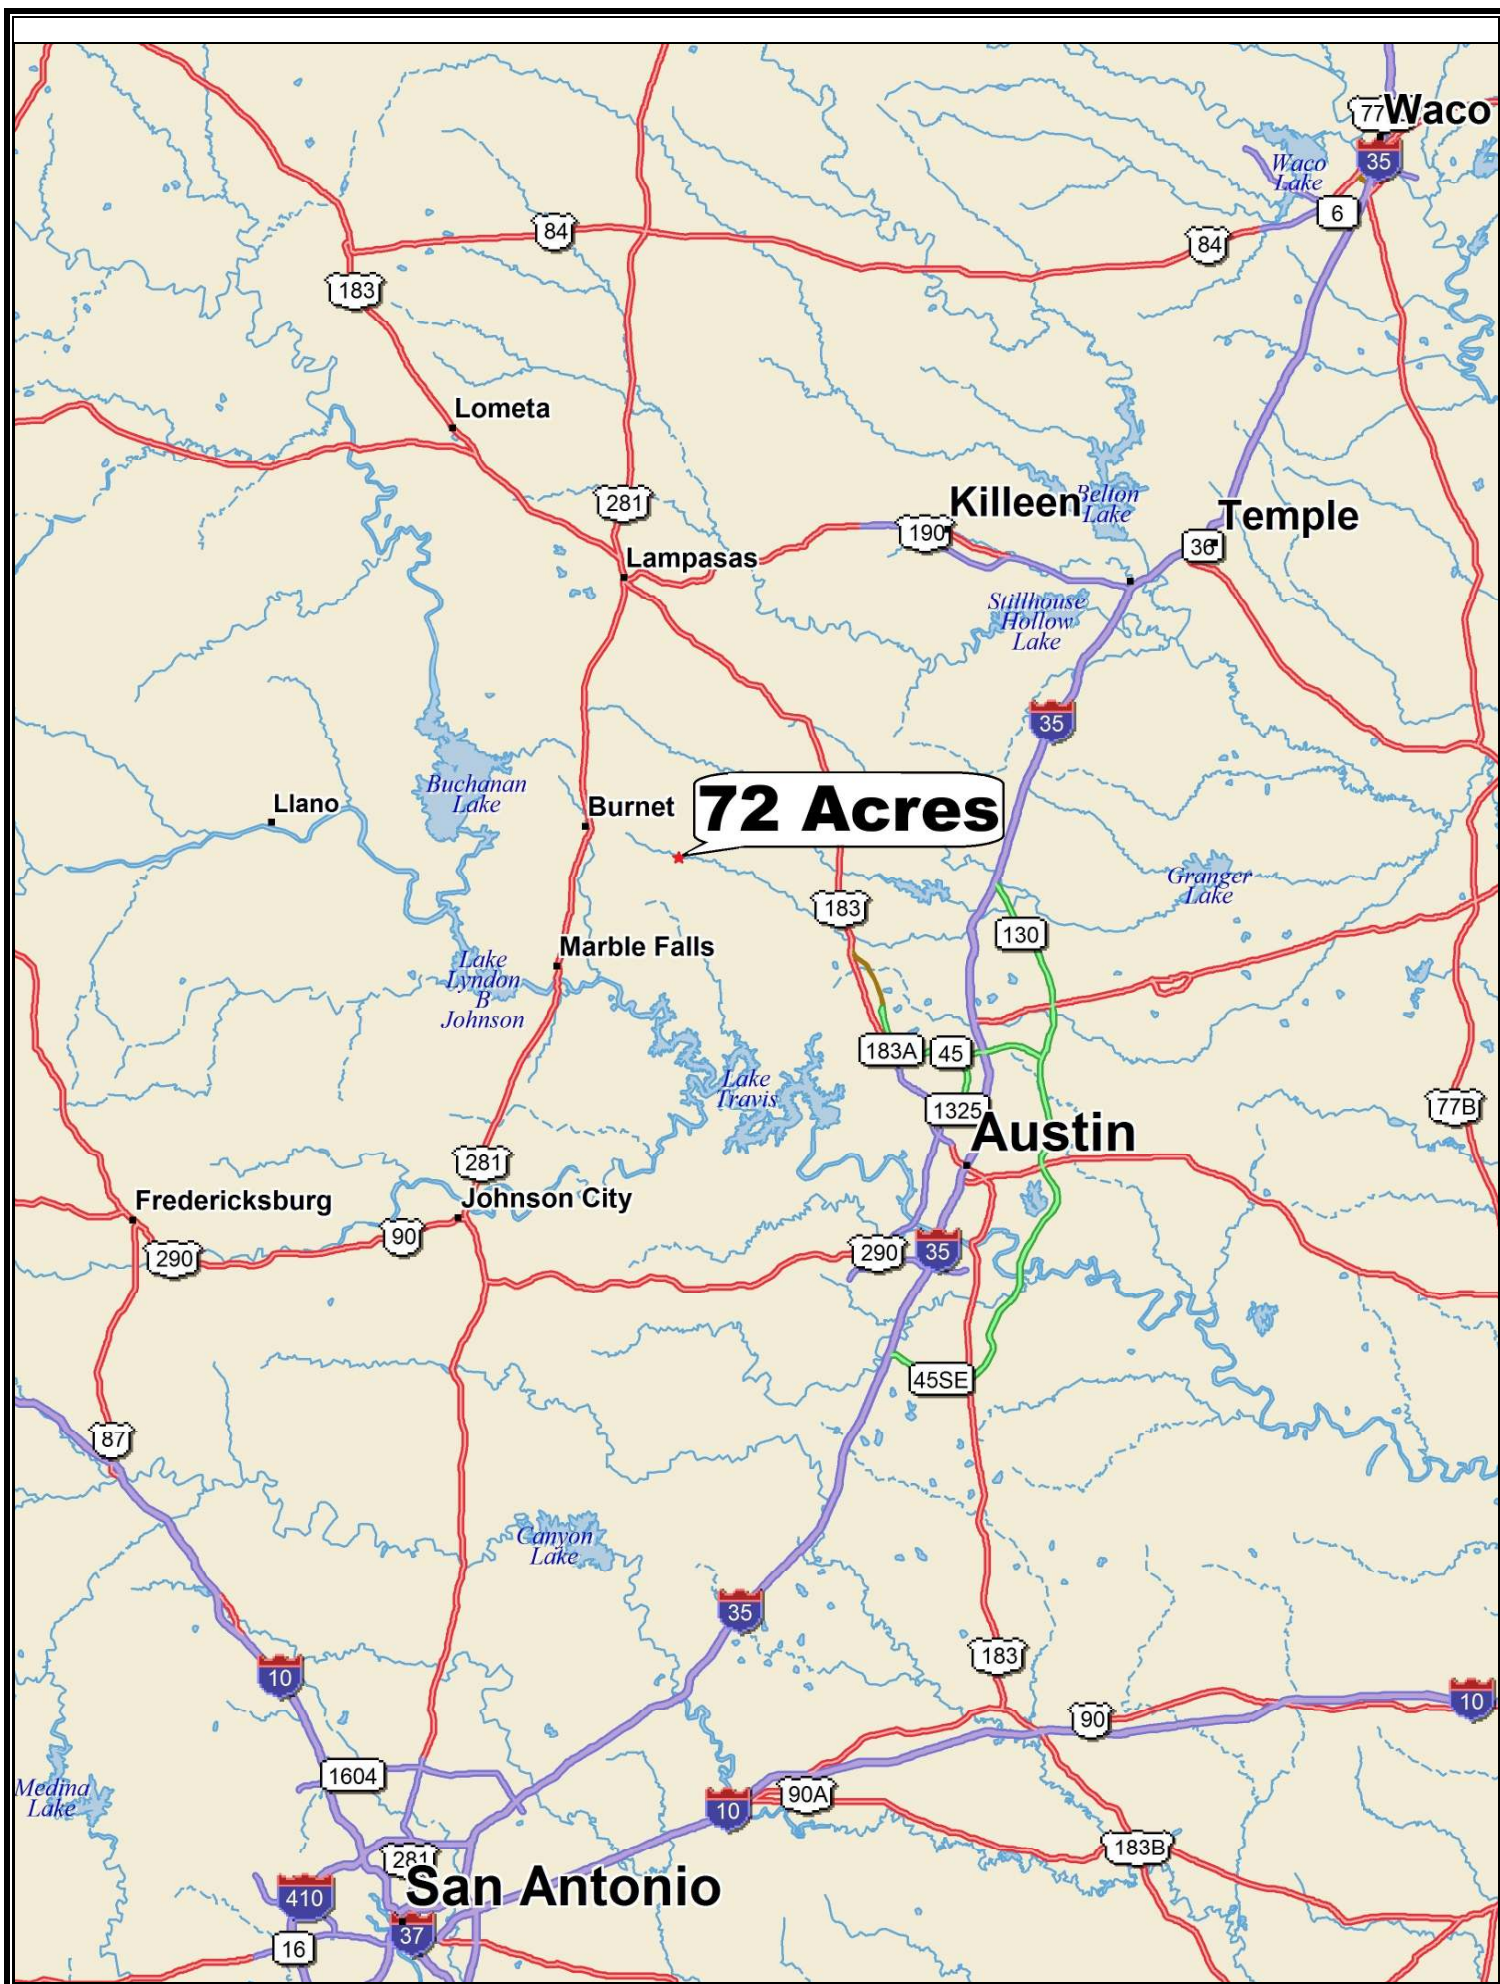 77
Waco
35
Waco
Lake
6
84
84
183
Lometa
281
Killeen
Belton
Lake
190
Temple
36
Lampasas
Stillhouse
Hollow
Lake
35
Buchanan
Lake
Llano
Burnet
72 Acres
Granger
Lake
183
130
Marble Falls
Lake
Lyndon
B
Johnson
183A
45
Lake
Travis
1325
77B
Austin
281
Fredericksburg
Johnson City
90
290
290
35
45SE
87
Canyon
Lake
35
183
10
10
90
1604
Medina
Lake
90A
10
183B
281
San Antonio
410
37
16